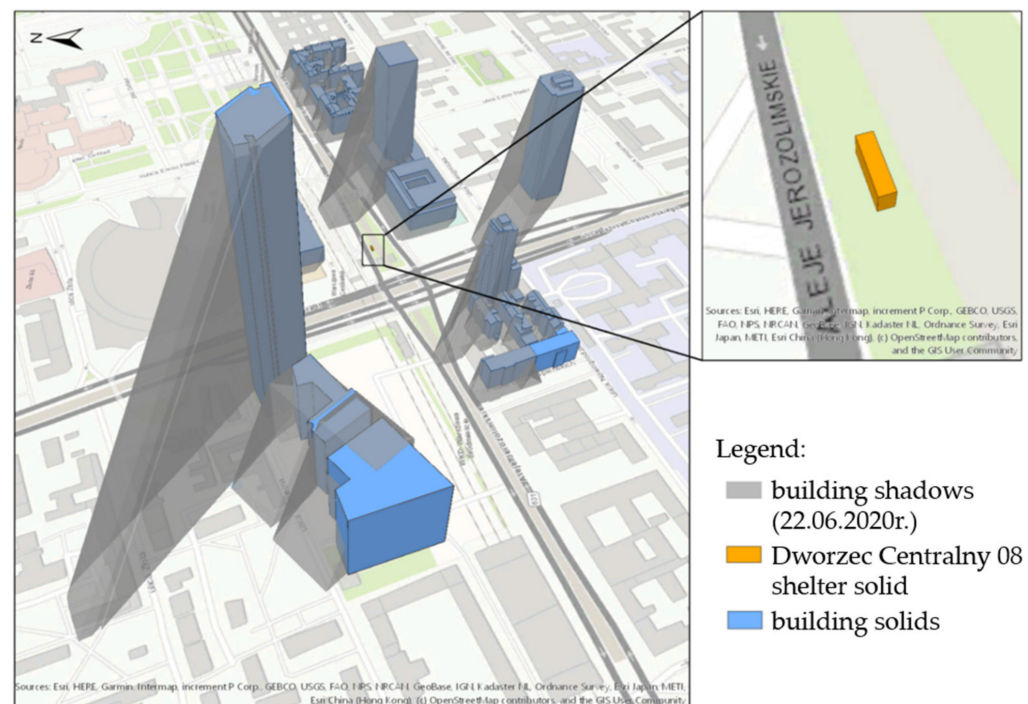 N
ALEJE JEROZOLIMSKIE
Sources: Esri, HERE, Garmin, Intermap, increment P Corp., GEBCO, USGS,
FAO, NPS, NRCAN, GeoBase, IGN, Kadaster NL, Ordnance Survey, Esri
Japan, METI, Esri China (Hong Kong), (c) OpenStreetMap contributors,
and the GIS User Community
Legend:
building shadows
(22.06.2020r.)
Dworzec Centralny 08
shelter solid
building solids
Sources: Esri, HERE, Garmin, Intermap, increment P Corp., GEBCO, USGS, FAO, NPS, NRCAN, GeoBase, IGN, Kadaster NL, Ordnance Survey, Esri Japan, METI,
Esri China (Hong Kong), (c) OpenStreetMap contributors, and the GIS User Community